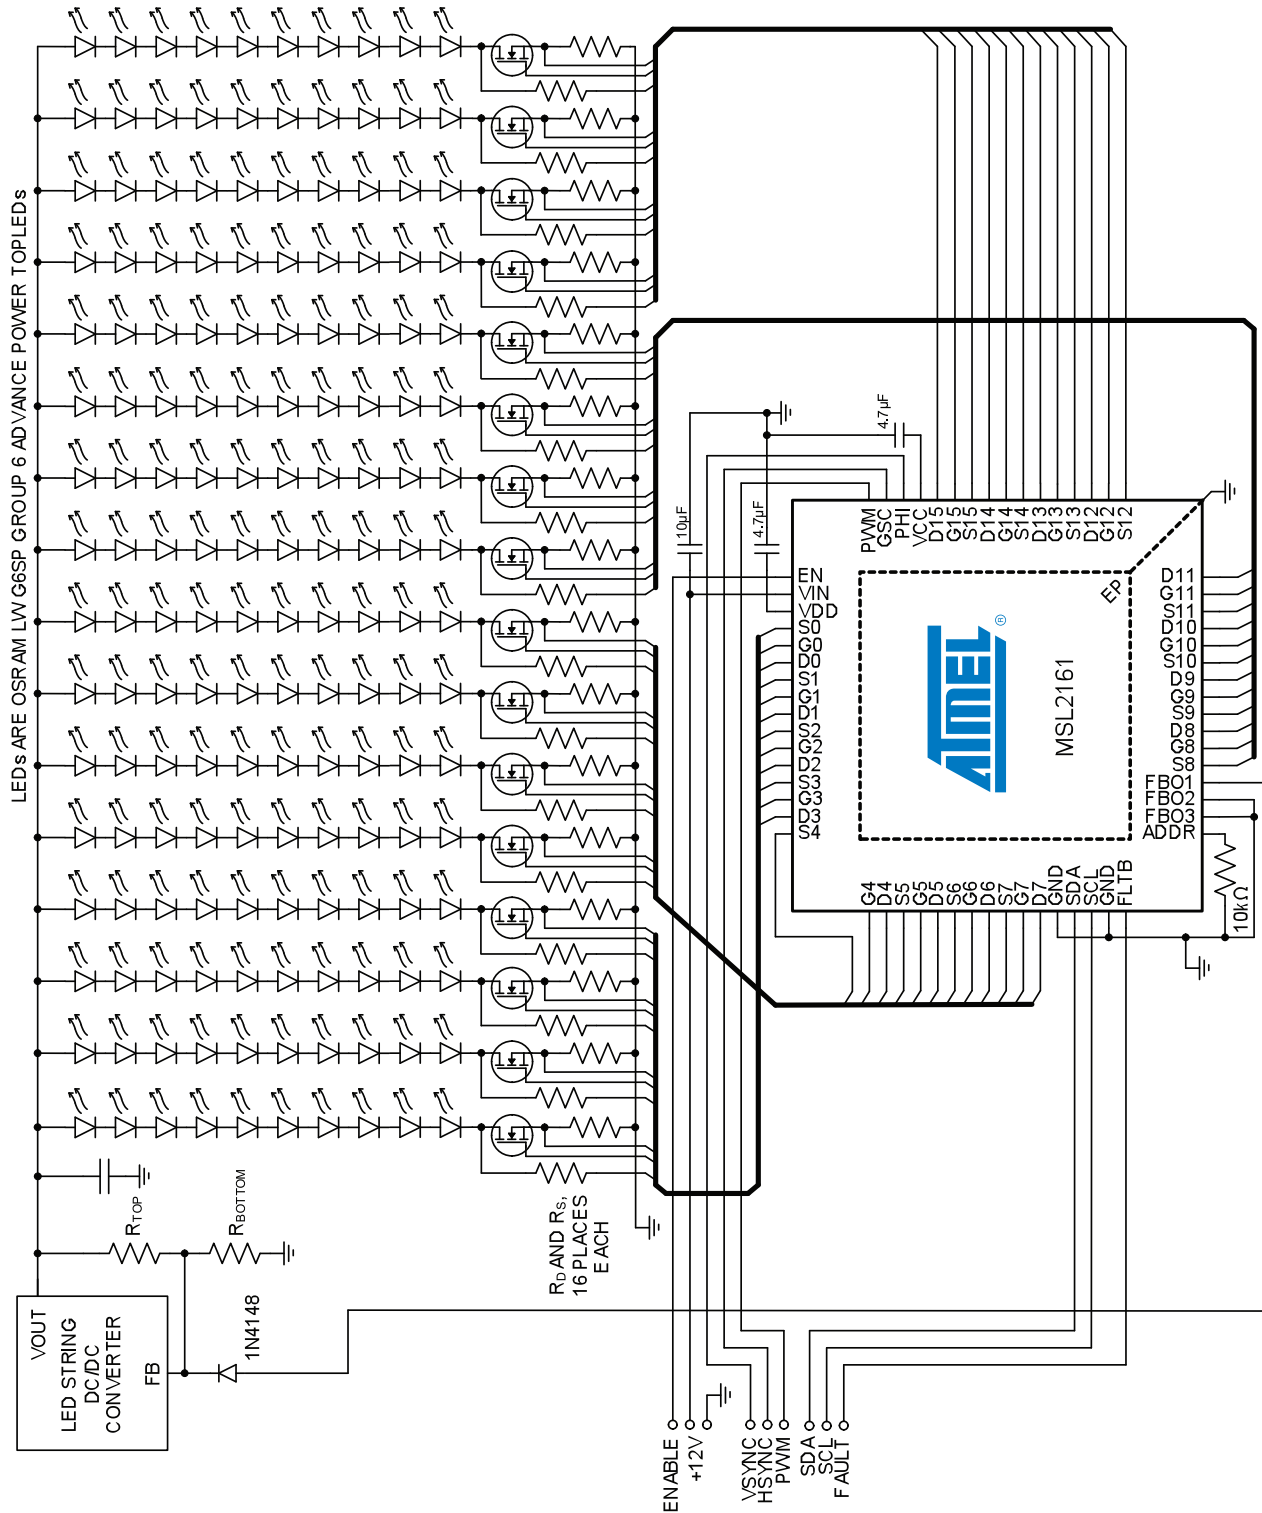 LEDs ARE OSRAM LW G6SP GROUP 6 ADVANCE POWER TOPLEDs
VOUT
LED STRING
DC/DC
CONVERTER
FB
RTOP
RBOTTOM
1N4148
RD AND RS,
16 PLACES
EACH
ENABLE
+12V
VSYNC
HSYNC
PWM
SDA
SCL
FAULT
10µF
4.7µF
4.7µF
PWM
GSC
PHI
VCC
D15
G15
S15
D14
G14
S14
D13
G13
S13
D12
G12
S12
EN
VIN
VDD
S0
G0
D0
S1
G1
D1
S2
G2
D2
S3
G3
D3
S4
EP
ATMEL
®
MSL2161
D11
G11
S11
D10
G10
S10
D9
G9
S9
D8
G8
S8
FBO1
FBO2
FBO3
ADDR
G4
D4
S5
G5
D5
S6
G6
D6
S7
G7
D7
GND
SDA
SCL
GND
FLTB
10kΩ